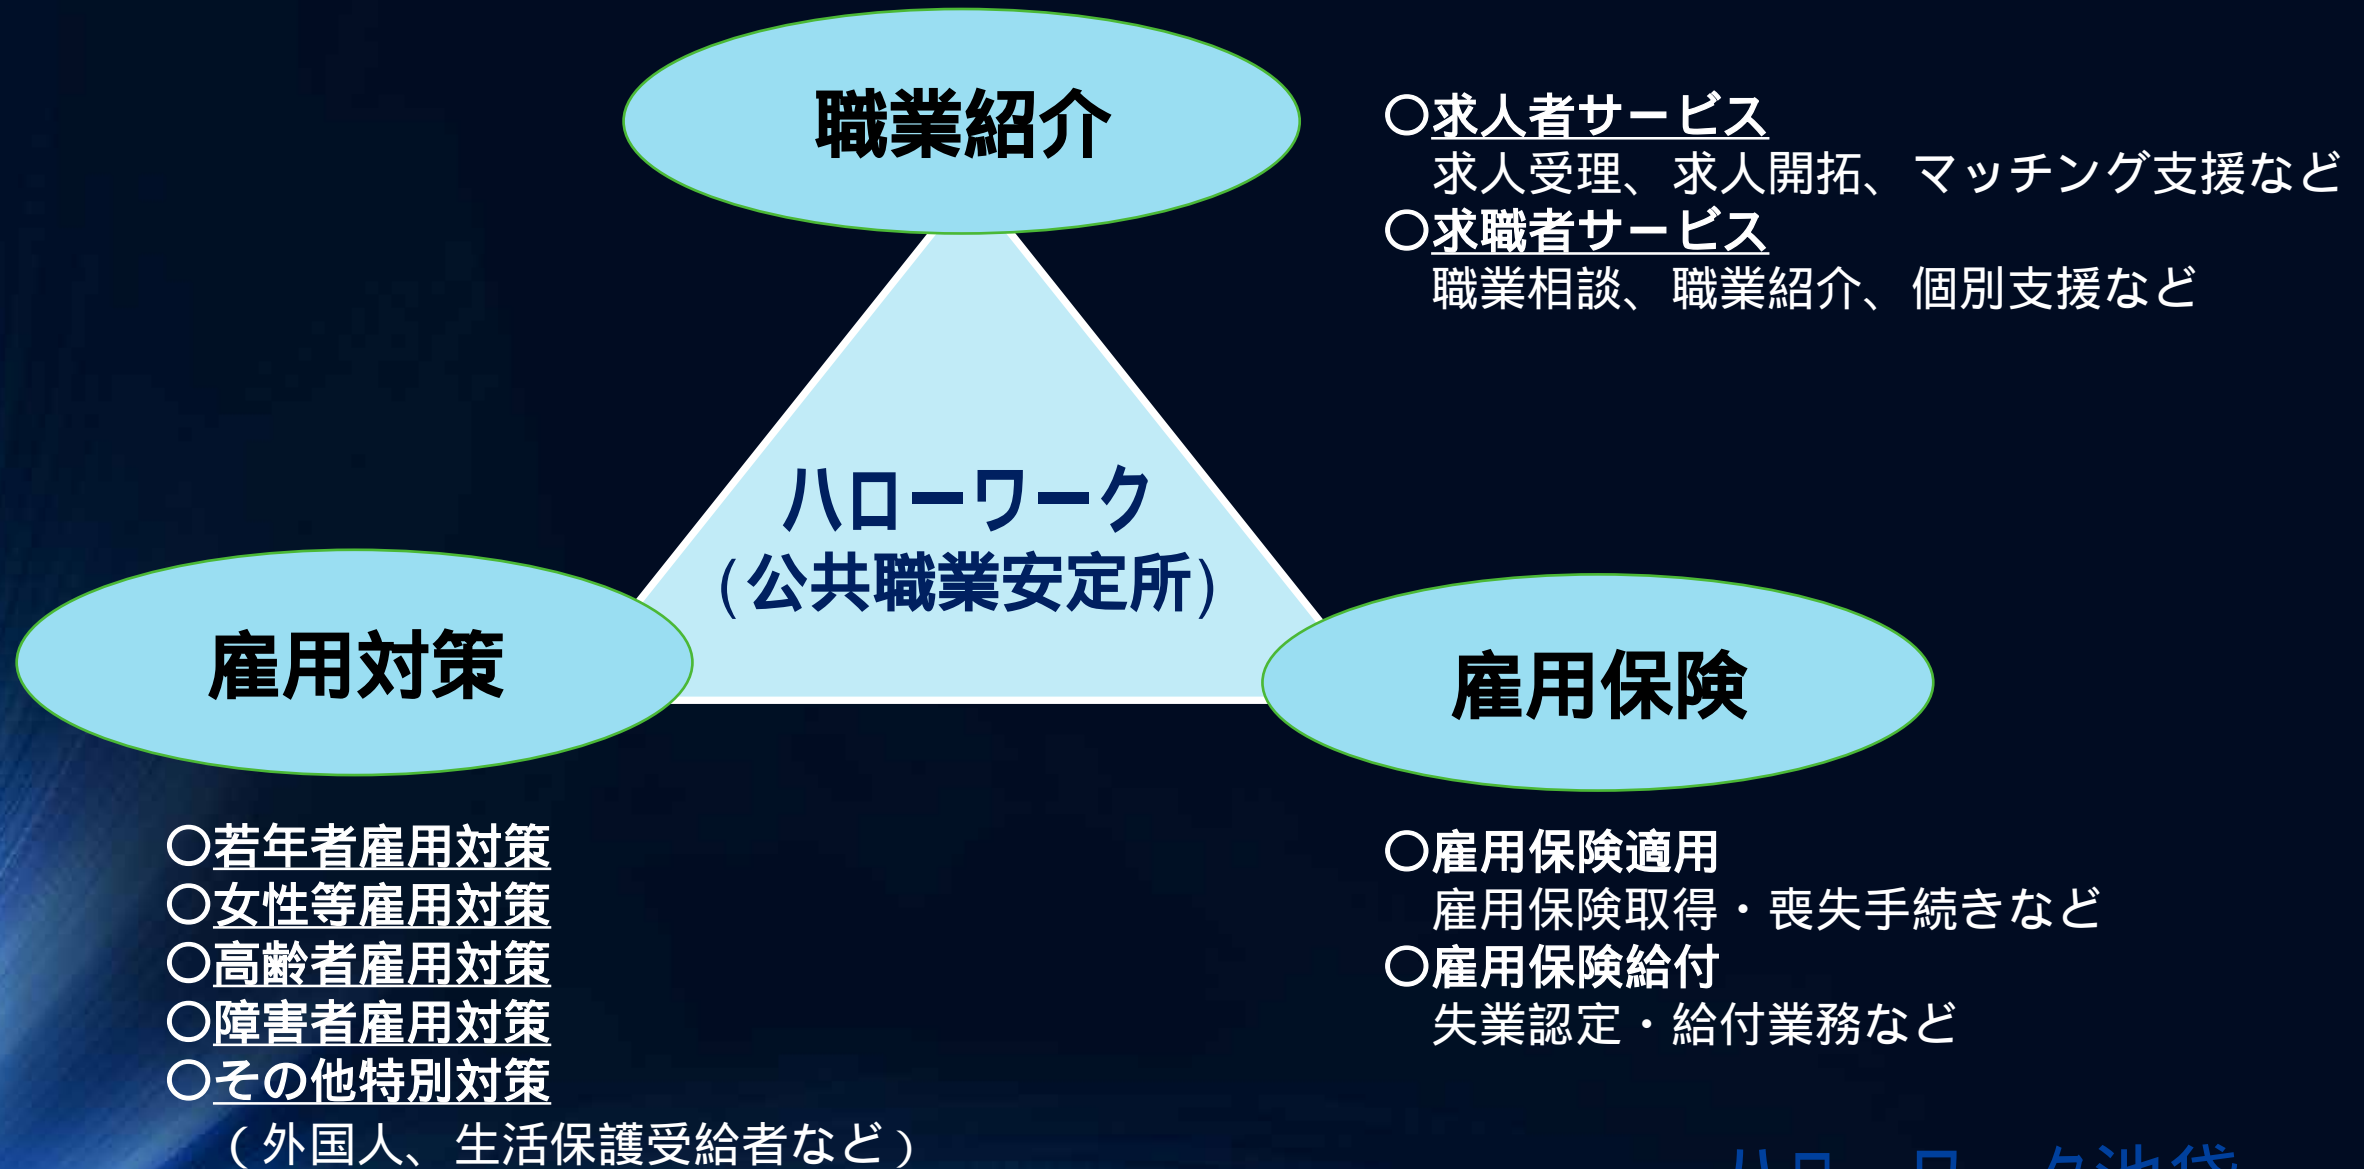 職業紹介
○求人者サービス
求人受理、求人開拓、マッチング支援など
○求職者サービス
職業相談、職業紹介、個別支援など
ハローワーク
(公共職業安定所)
雇用対策
○若年者雇用対策
○女性等雇用対策
○高齢者雇用対策
○障害者雇用対策
○その他特別対策
(外国人、生活保護受給者など)
雇用保険
○雇用保険適用
雇用保険取得・喪失手続きなど
○雇用保険給付
失業認定・給付業務など
ハローワーク池袋